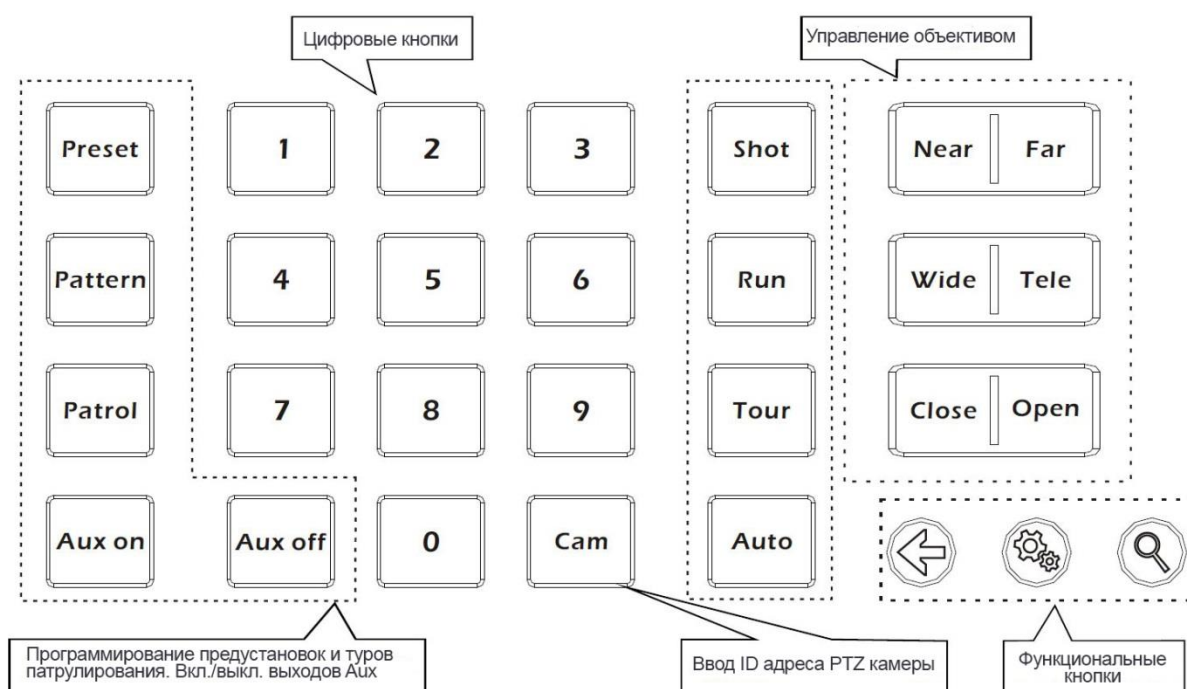 Цифровые кнопки
Управление объективом
Preset 1 2 3 Shot Near Far
Pattern 4 5 6 Run Wide Tele
Patrol 7 8 9 Tour Close Open
Aux on Aux off 0 Cam Auto
Программирование предустановок и туров
патрулирования. Вкл./выкл. выходов Aux
Ввод ID адреса PTZ камеры
Функциональные
кнопки